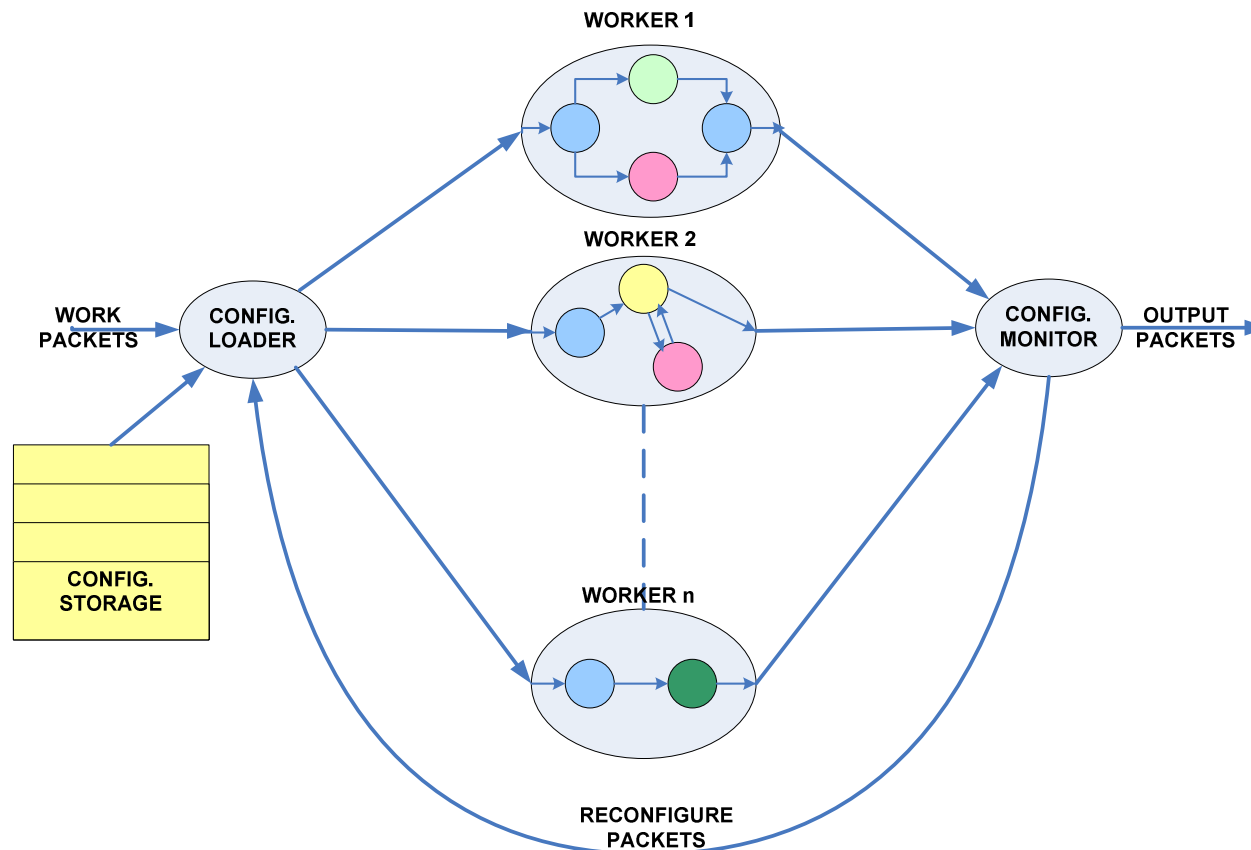 WORKER 1
WORKER 2
WORK
PACKETS
CONFIG.
LOADER
CONFIG.
MONITOR
OUTPUT
PACKETS
CONFIG.
STORAGE
WORKER n
RECONFIGURE
PACKETS